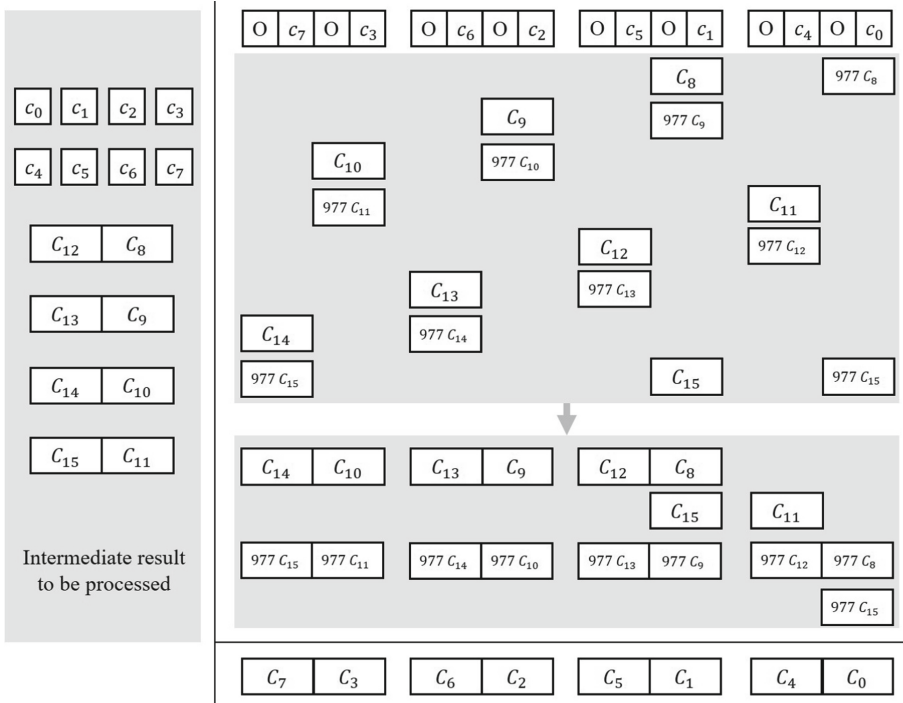 c₀ c₁ c₂ c₃
c₄ c₅ c₆ c₇
C₁₂ C₈
C₁₃ C₉
C₁₄ C₁₀
C₁₅ C₁₁
Intermediate result
to be processed
O c₇ O c₃ O c₆ O c₂ O c₅ O c₁ O c₄ O c₀
C₈ 977 C₈
C₉ 977 C₉
C₁₀ 977 C₁₀
977 C₁₁ C₁₁
C₁₂ 977 C₁₂
C₁₃ 977 C₁₃
C₁₄ 977 C₁₄
977 C₁₅ C₁₅ 977 C₁₅
C₁₄ C₁₀ C₁₃ C₉ C₁₂ C₈
C₁₅ C₁₁
977 C₁₅ 977 C₁₁ 977 C₁₄ 977 C₁₀ 977 C₁₃ 977 C₉ 977 C₁₂ 977 C₈
977 C₁₅
C₇ C₃ C₆ C₂ C₅ C₁ C₄ C₀